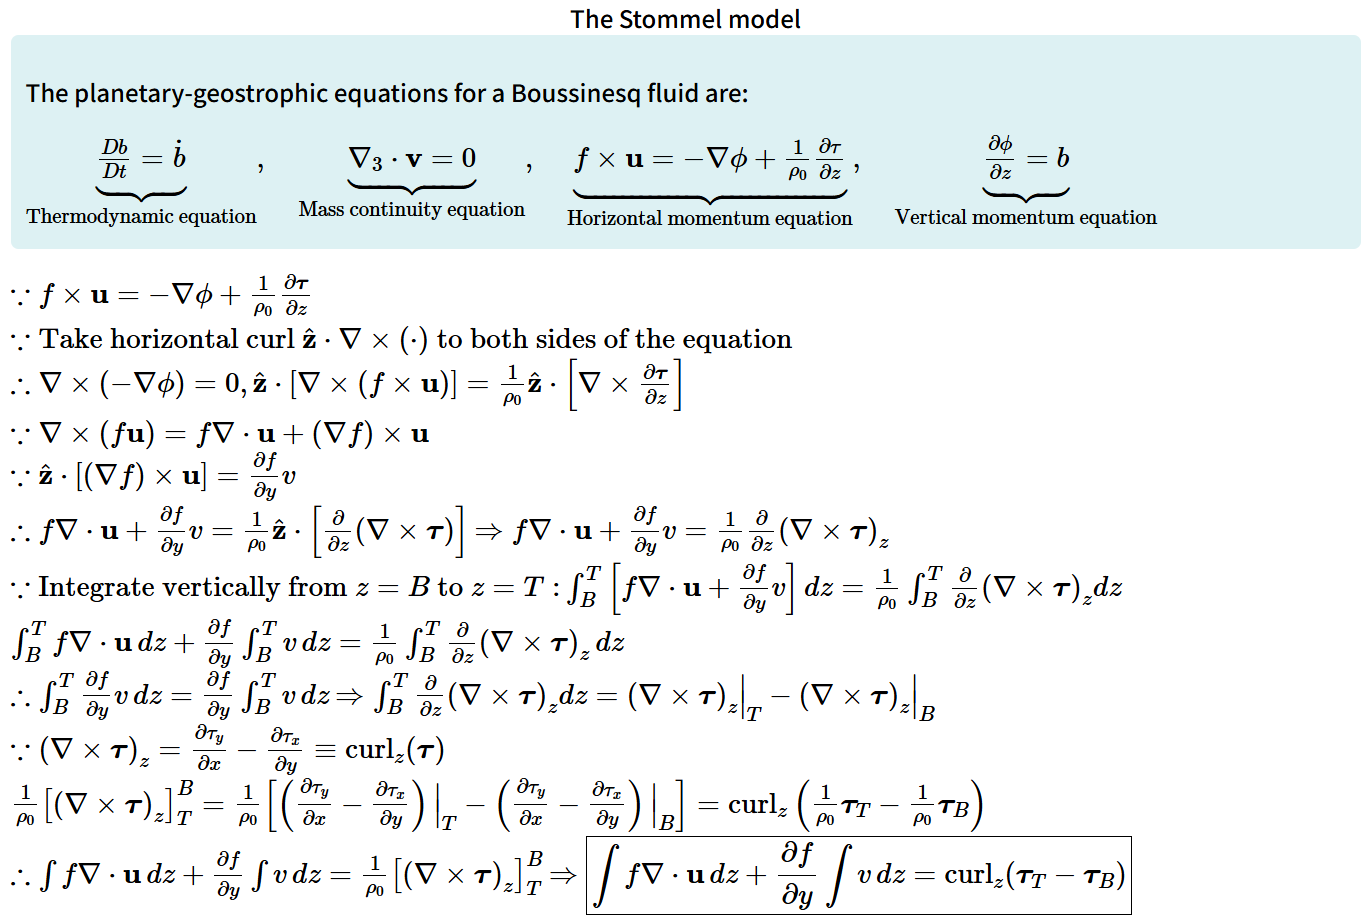 The Stommel model
The planetary-geostrophic equations for a Boussinesq fluid are:
$\underbrace{\frac{Db}{Dt} = \dot{b}}_{\text{Thermodynamic equation}}, \quad \underbrace{\nabla_3 \cdot \mathbf{v} = 0}_{\text{Mass continuity equation}}, \quad \underbrace{f \times \mathbf{u} = -\nabla\phi + \frac{1}{\rho_0}\frac{\partial \tau}{\partial z}}_{\text{Horizontal momentum equation}}, \quad \underbrace{\frac{\partial \phi}{\partial z} = b}_{\text{Vertical momentum equation}}$
$\because \boldsymbol{f} \times \mathbf{u} = -\nabla\phi + \frac{1}{\rho_0}\frac{\partial \boldsymbol{\tau}}{\partial z}$
$\because \text{Take horizontal curl } \hat{\mathbf{z}} \cdot \nabla \times (\cdot) \text{ to both sides of the equation}$
$\therefore \nabla \times (-\nabla\phi) = 0, \hat{\mathbf{z}} \cdot [\nabla \times (\boldsymbol{f} \times \mathbf{u})] = \frac{1}{\rho_0}\hat{\mathbf{z}} \cdot \left[\nabla \times \frac{\partial \boldsymbol{\tau}}{\partial z}\right]$
$\because \nabla \times (\boldsymbol{f}\mathbf{u}) = f\nabla \cdot \mathbf{u} + (\nabla f) \times \mathbf{u}$
$\because \hat{\mathbf{z}} \cdot [(\nabla f) \times \mathbf{u}] = \frac{\partial f}{\partial y}v$
$\therefore f\nabla \cdot \mathbf{u} + \frac{\partial f}{\partial y}v = \frac{1}{\rho_0}\hat{\mathbf{z}} \cdot \left[\frac{\partial}{\partial z}(\nabla \times \boldsymbol{\tau})\right] \Rightarrow f\nabla \cdot \mathbf{u} + \frac{\partial f}{\partial y}v = \frac{1}{\rho_0}\frac{\partial}{\partial z}(\nabla \times \boldsymbol{\tau})_z$
$\because \text{Integrate vertically from } z = B \text{ to } z = T : \int_B^T \left[f\nabla \cdot \mathbf{u} + \frac{\partial f}{\partial y}v\right] dz = \frac{1}{\rho_0}\int_B^T \frac{\partial}{\partial z}(\nabla \times \boldsymbol{\tau})_z dz$
$\int_B^T f\nabla \cdot \mathbf{u}\, dz + \frac{\partial f}{\partial y}\int_B^T v\, dz = \frac{1}{\rho_0}\int_B^T \frac{\partial}{\partial z}(\nabla \times \boldsymbol{\tau})_z\, dz$
$\therefore \int_B^T \frac{\partial f}{\partial y}v\, dz = \frac{\partial f}{\partial y}\int_B^T v\, dz \Rightarrow \int_B^T \frac{\partial}{\partial z}(\nabla \times \boldsymbol{\tau})_z dz = (\nabla \times \boldsymbol{\tau})_z\Big|_T - (\nabla \times \boldsymbol{\tau})_z\Big|_B$
$\because (\nabla \times \boldsymbol{\tau})_z = \frac{\partial \tau_y}{\partial x} - \frac{\partial \tau_x}{\partial y} \equiv \text{curl}_z(\boldsymbol{\tau})$
$\frac{1}{\rho_0}\left[(\nabla \times \boldsymbol{\tau})_z\right]_T^B = \frac{1}{\rho_0}\left[\left(\frac{\partial \tau_y}{\partial x} - \frac{\partial \tau_x}{\partial y}\right)\Big|_T - \left(\frac{\partial \tau_y}{\partial x} - \frac{\partial \tau_x}{\partial y}\right)\Big|_B\right] = \text{curl}_z\left(\frac{1}{\rho_0}\boldsymbol{\tau}_T - \frac{1}{\rho_0}\boldsymbol{\tau}_B\right)$
$\therefore \int f\nabla \cdot \mathbf{u}\, dz + \frac{\partial f}{\partial y}\int v\, dz = \frac{1}{\rho_0}\left[(\nabla \times \boldsymbol{\tau})_z\right]_T^B \Rightarrow \boxed{\int f\nabla \cdot \mathbf{u}\, dz + \frac{\partial f}{\partial y}\int v\, dz = \text{curl}_z(\boldsymbol{\tau}_T - \boldsymbol{\tau}_B)}$